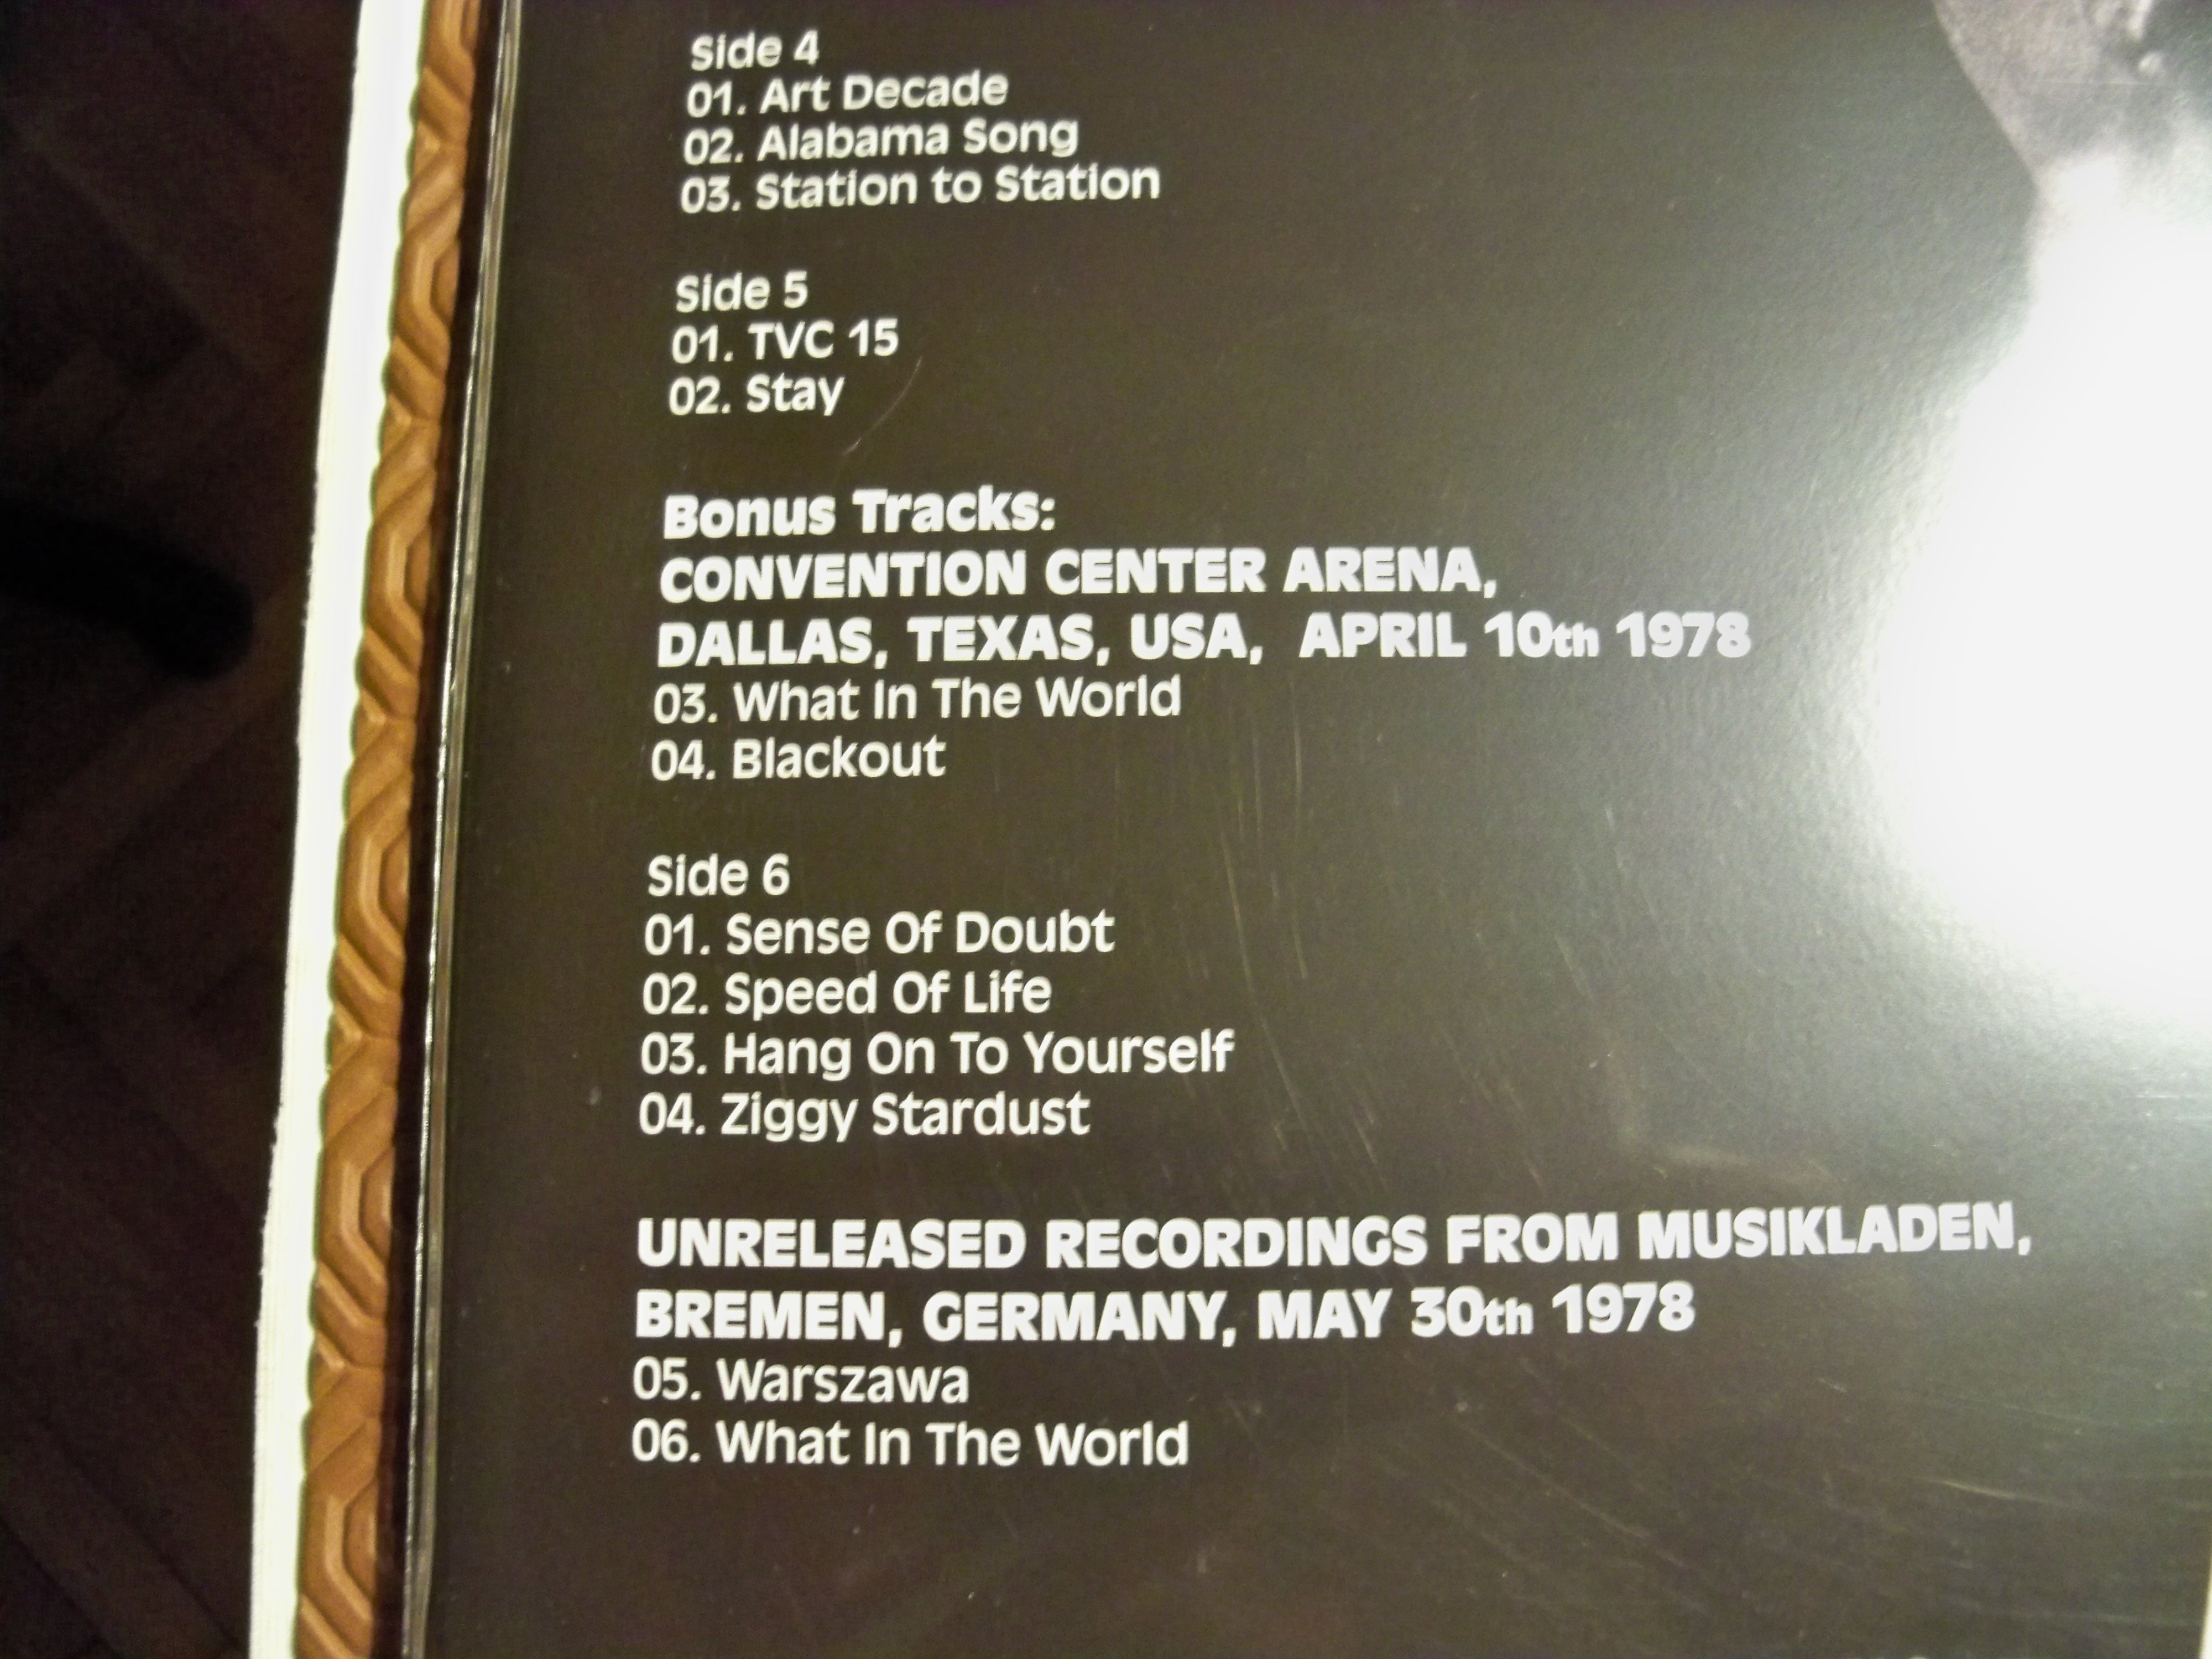 Side 4
01. Art Decade
02. Alabama Song
03. Station to Station
Side 5
01. TVC 15
02. Stay
Bonus Tracks:
CONVENTION CENTER ARENA,
DALLAS, TEXAS, USA, APRIL 10th 1978
03. What In The World
04. Blackout
Side 6
01. Sense Of Doubt
02. Speed Of Life
03. Hang On To Yourself
04. Ziggy Stardust
UNRELEASED RECORDINGS FROM MUSIKLADEN,
BREMEN, GERMANY, MAY 30th 1978
05. Warszawa
06. What In The World